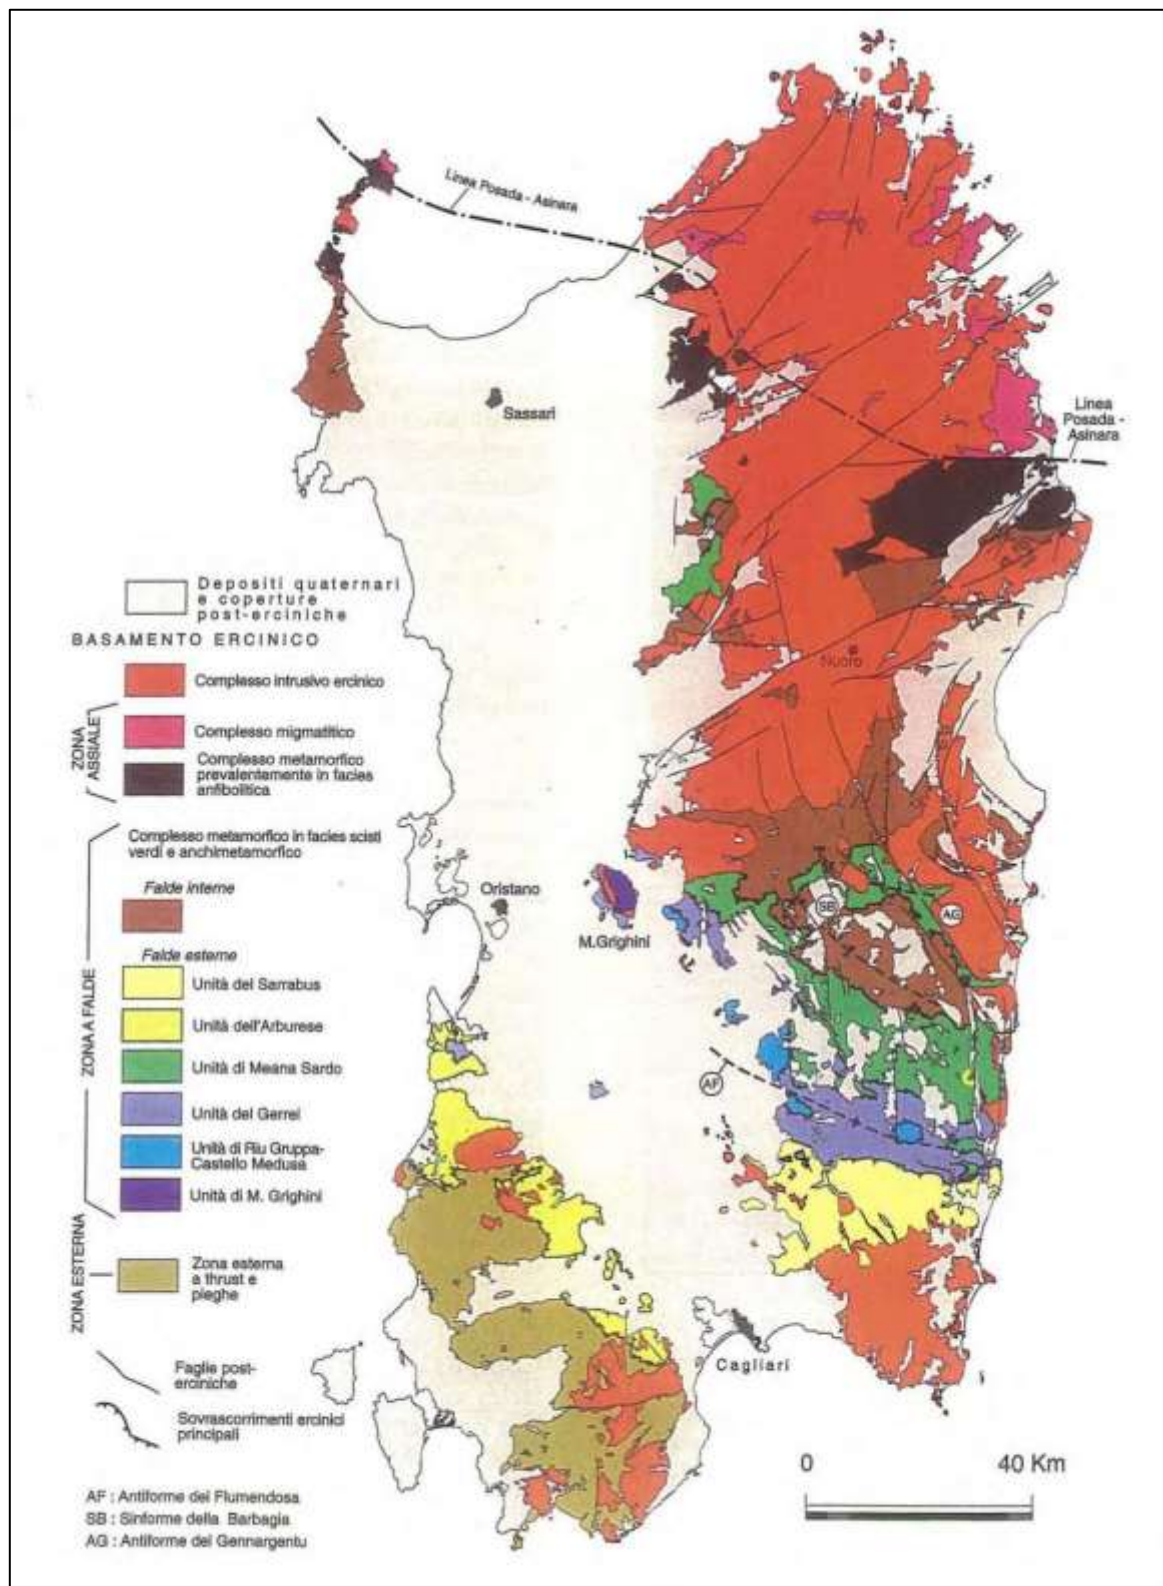 Linea Posada - Asinara
Sassari
Linea
Posada -
Asinara
Nuoro
Oristano
M.Grighini
SB
AG
AF
Cagliari
Depositi quaternari
e coperture
post-erciniche
BASAMENTO ERCINICO
Complesso intrusivo ercinico
ZONA
ASSIALE
Complesso migmatitico
Complesso metamorfico
prevalentemente in facies
anfibolitica
ZONA A FALDE
Complesso metamorfico in facies scisti
verdi e anchimetamorfico
Falde interne
Falde esterne
Unità del Sarrabus
Unità dell'Arburese
Unità di Meana Sardo
Unità del Gerrei
Unità di Riu Gruppa-
Castello Medusa
Unità di M. Grighini
ZONA ESTERNA
Zona esterna
a thrust e
pieghe
Faglie post-
erciniche
Sovrascorrimenti ercinici
principali
AF : Antiforme del Flumendosa
SB : Sinforme della Barbagia
AG : Antiforme del Gennargentu
0 40 Km